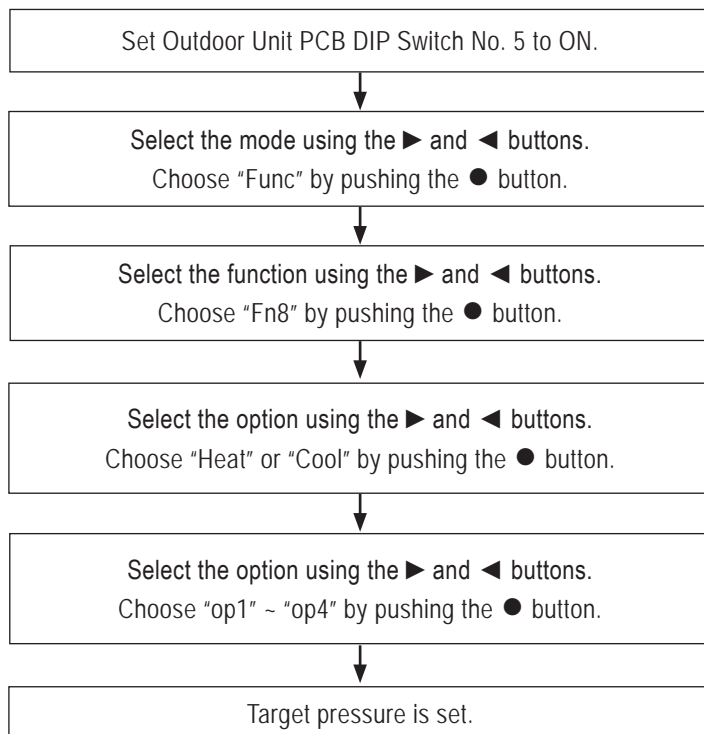 Set Outdoor Unit PCB DIP Switch No. 5 to ON.
Select the mode using the ► and ◄ buttons.
Choose “Func” by pushing the ● button.
Select the function using the ► and ◄ buttons.
Choose “Fn8” by pushing the ● button.
Select the option using the ► and ◄ buttons.
Choose “Heat” or “Cool” by pushing the ● button.
Select the option using the ► and ◄ buttons.
Choose “op1” ~ “op4” by pushing the ● button.
Target pressure is set.